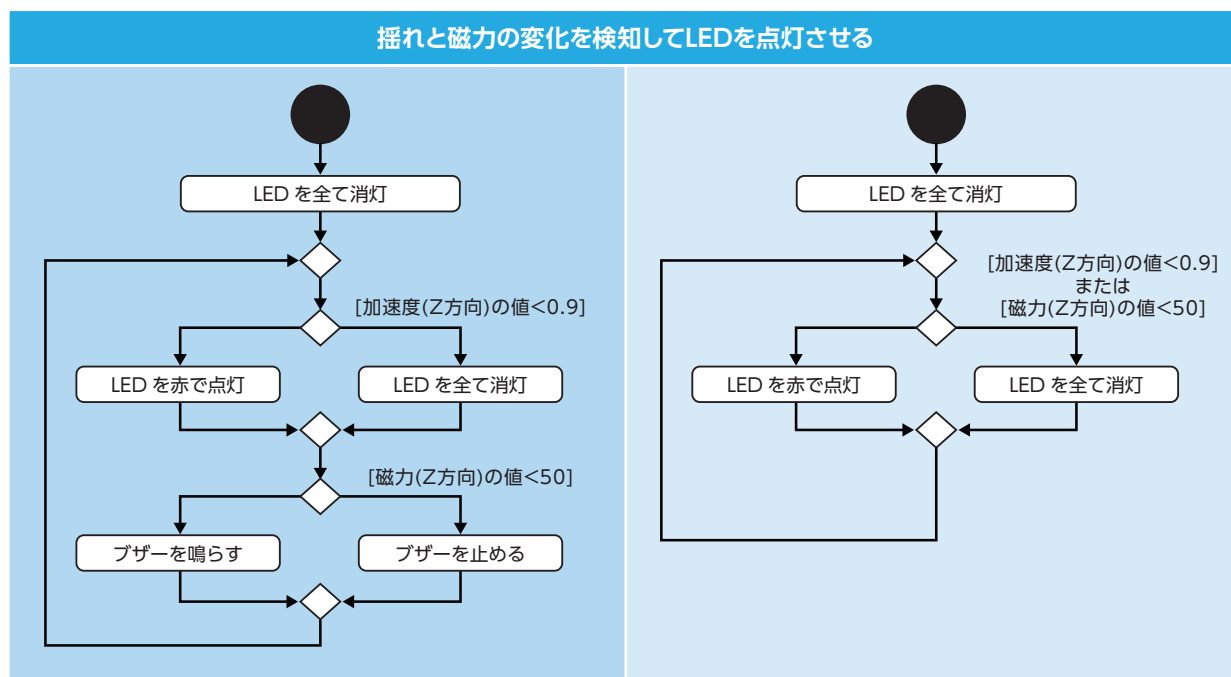 揺れと磁力の変化を検知してLEDを点灯させる
LED を全て消灯
[加速度(Z方向)の値<0.9]
LED を赤で点灯
LED を全て消灯
[磁力(Z方向)の値<50]
ブザーを鳴らす
ブザーを止める
LED を全て消灯
[加速度(Z方向)の値<0.9]
または
[磁力(Z方向)の値<50]
LED を赤で点灯
LED を全て消灯